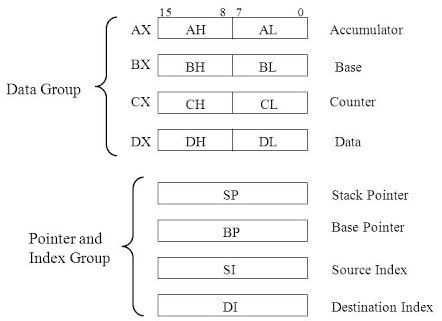 15 8 7 0
AX AH AL Accumulator
BX BH BL Base
Data Group
CX CH CL Counter
DX DH DL Data
SP Stack Pointer
BP Base Pointer
Pointer and
Index Group
SI Source Index
DI Destination Index